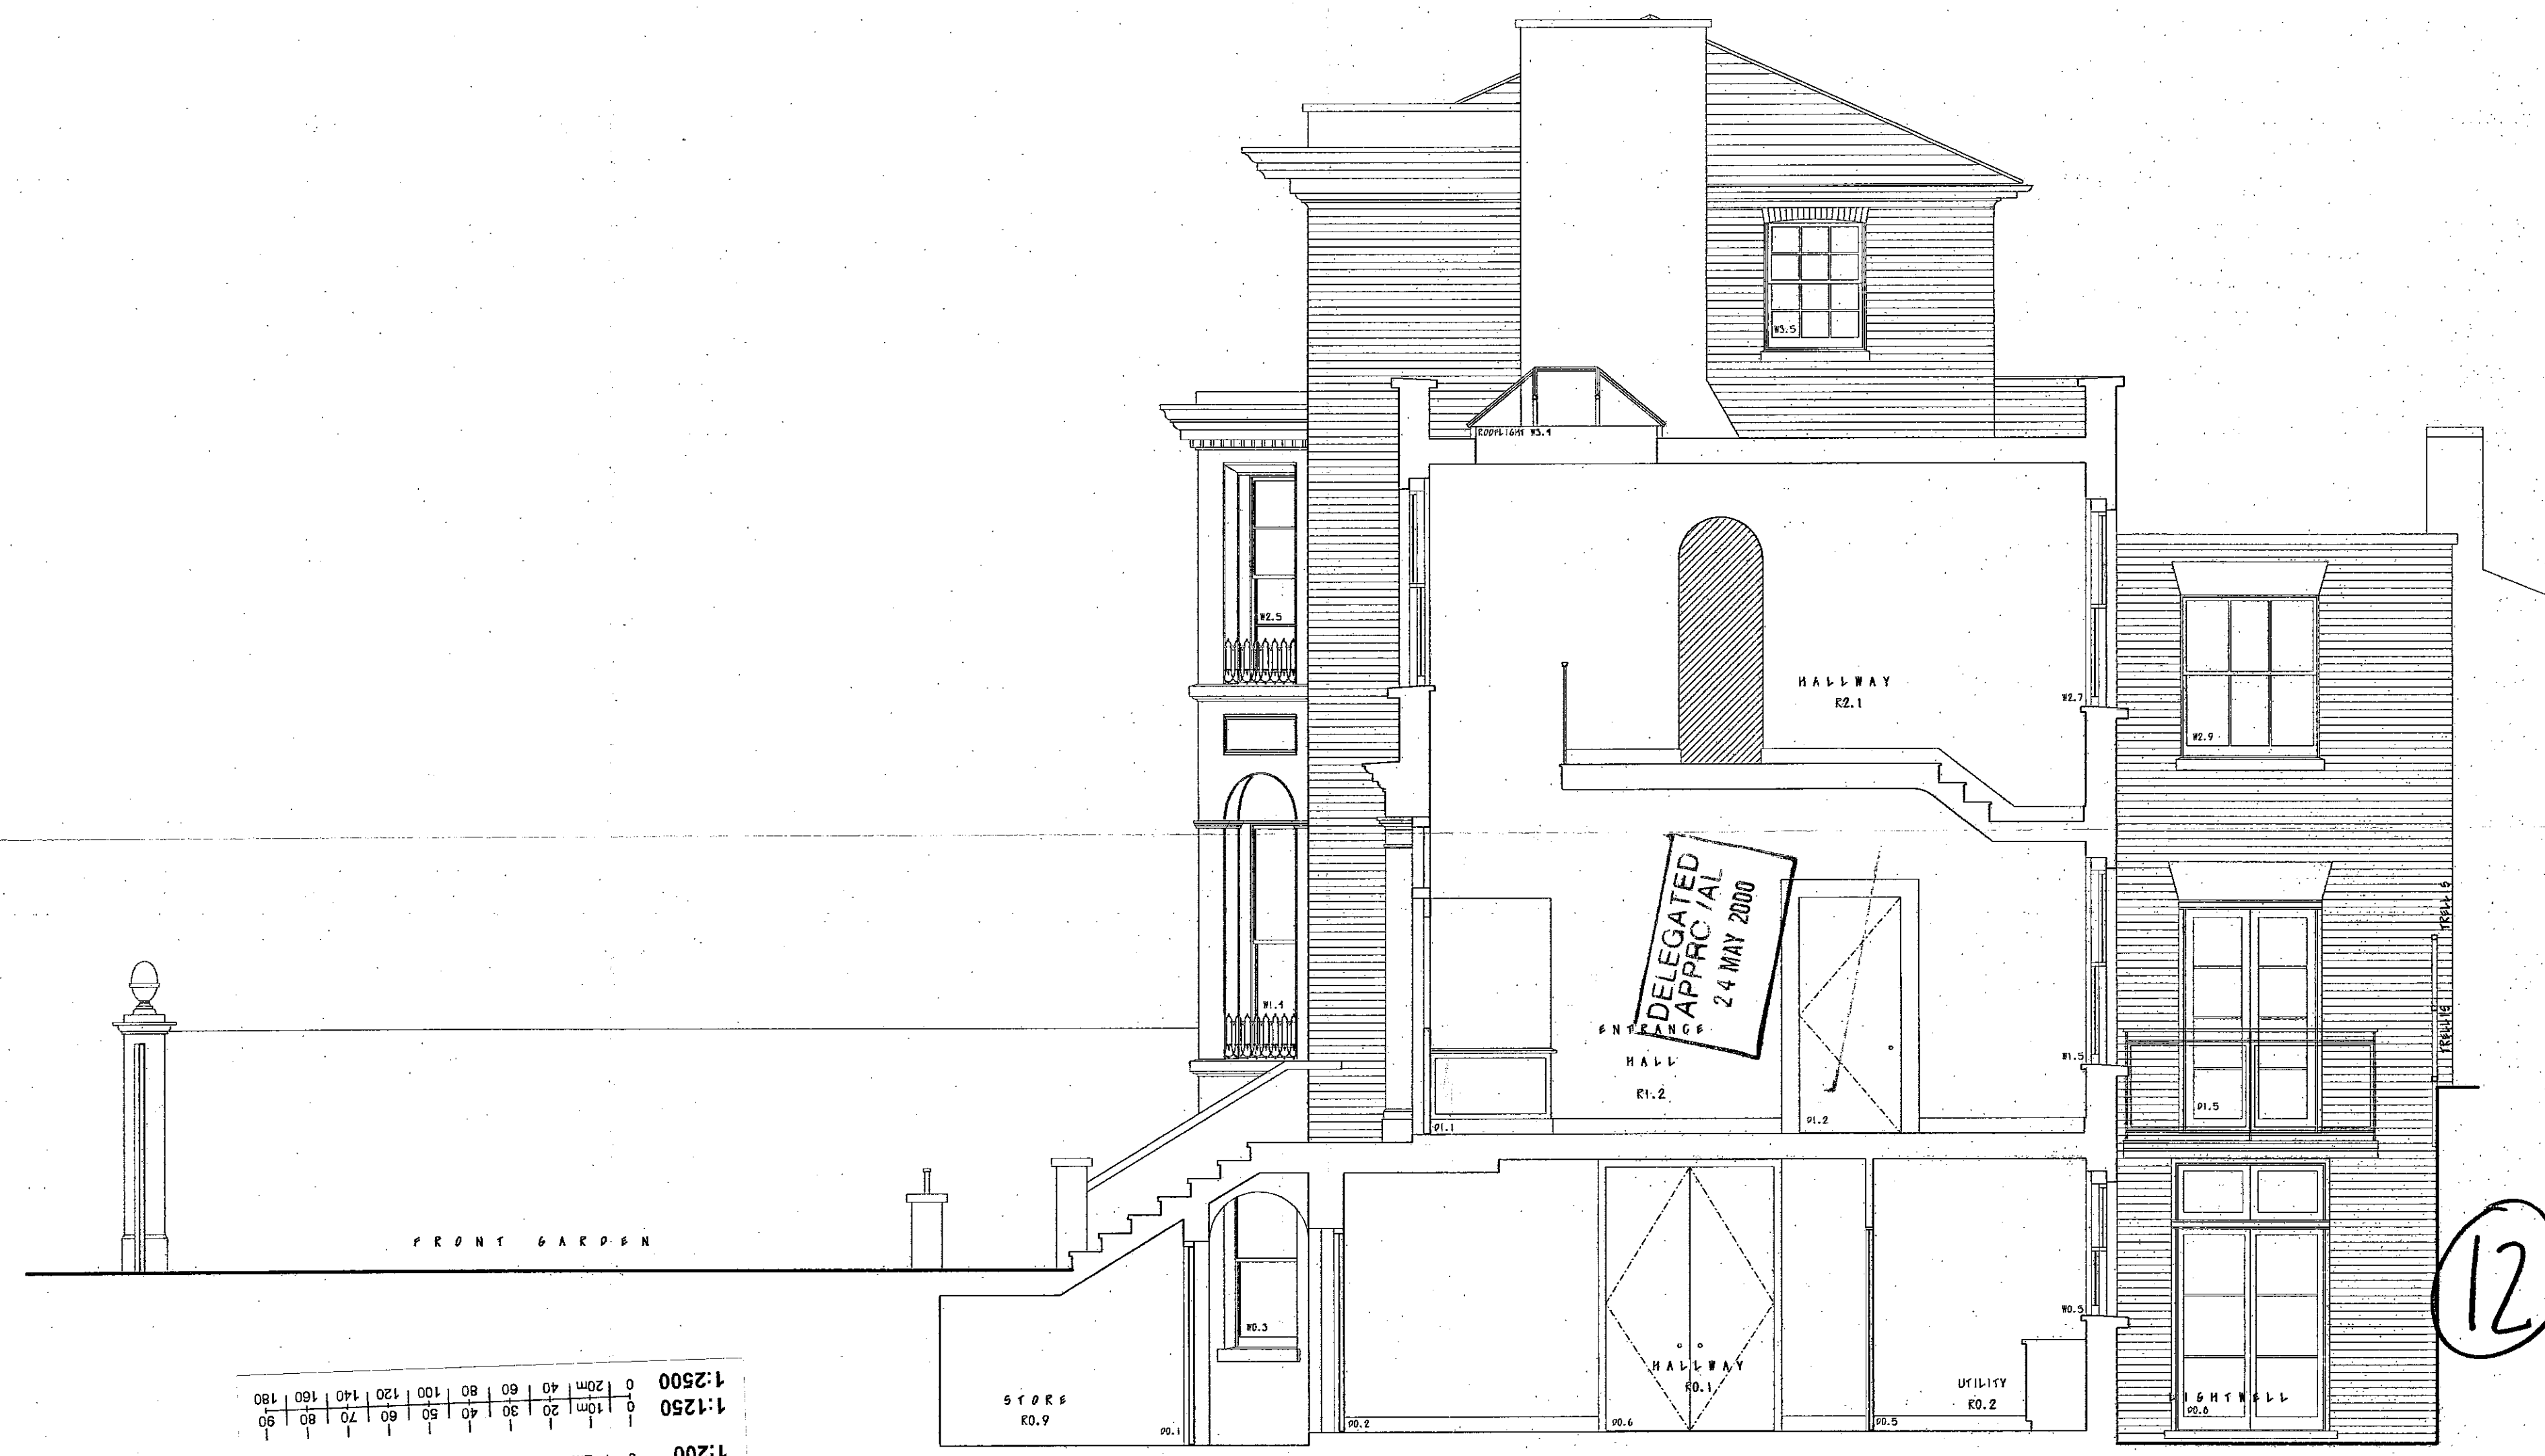 W3.5
ROOFLIGHT W3.4
W2.5
HALLWAY
R2.1
W2.7
W2.9
DELEGATED
24 MAY 2000
TRELLIS
TRELLIS
W1.4
ENTRANCE
HALL
R1.2
W1.5
D1.1
D1.2
D1.5
FRONT GARDEN
12
W0.3
W0.5
HALLWAY
R0.1
STORE
R0.9
UTILITY
R0.2
LIGHTWELL
D0.1
D0.2
D0.6
D0.5
1:2500
0 20m 40 60 80 100 120 140 160 180
1:1250
0 10m 20 30 40 50 60 70 80 90
1:200